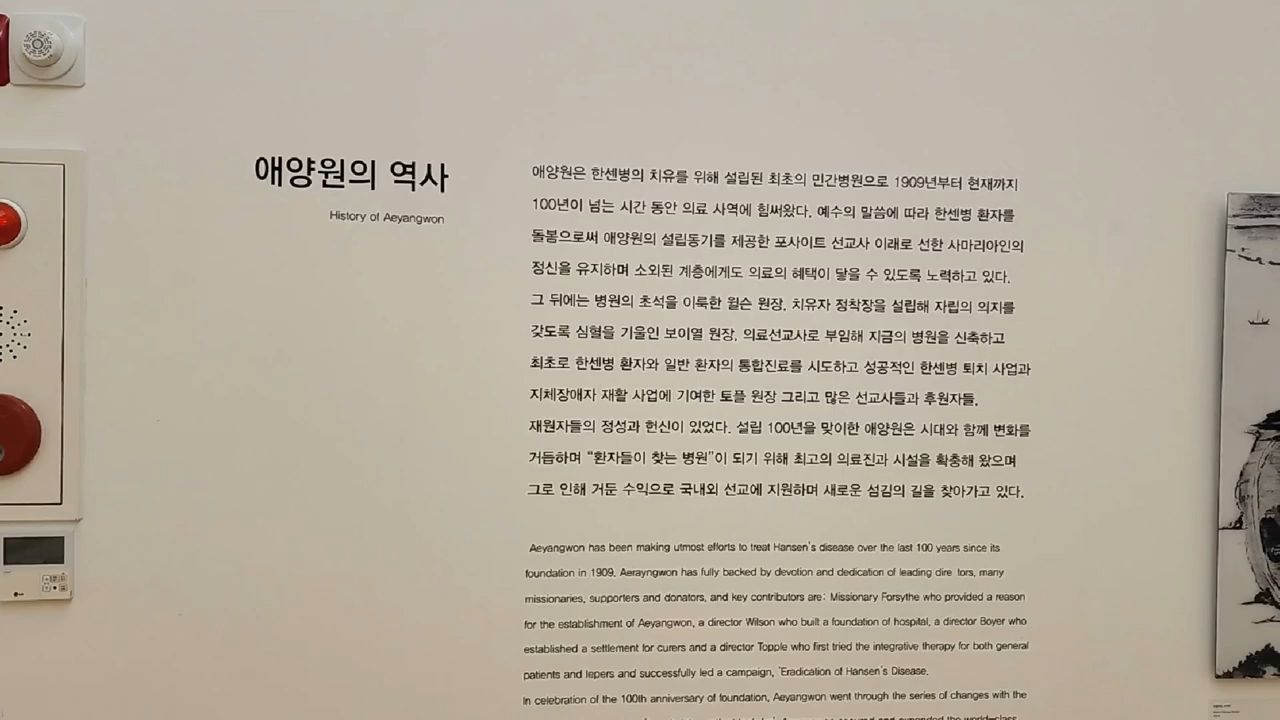 애양원의 역사
History of Aeyangwon
애양원은 한센병의 치유를 위해 설립된 최초의 민간병원으로 1909년부터 현재까지
100년이 넘는 시간 동안 의료 사역에 힘써왔다. 예수의 말씀에 따라 한센병 환자를
돌봄으로써 애양원의 설립동기를 제공한 포사이트 선교사 이래로 선한 사마리아인의
정신을 유지하며 소외된 계층에게도 의료의 혜택이 닿을 수 있도록 노력하고 있다.
그 뒤에는 병원의 초석을 이룩한 윌슨 원장, 치유자 정착장을 설립해 자립의 의지를
갖도록 심혈을 기울인 보이열 원장, 의료선교사로 부임해 지금의 병원을 신축하고
최초로 한센병 환자와 일반 환자의 통합진료를 시도하고 성공적인 한센병 퇴치 사업과
지체장애자 재활 사업에 기여한 토플 원장 그리고 많은 선교사들과 후원자들,
재원자들의 정성과 헌신이 있었다. 설립 100년을 맞이한 애양원은 시대와 함께 변화를
거듭하며 “환자들이 찾는 병원”이 되기 위해 최고의 의료진과 시설을 확충해 왔으며
그로 인해 거둔 수익으로 국내외 선교에 지원하며 새로운 섬김의 길을 찾아가고 있다.
Aeyangwon has been making utmost efforts to treat Hansen's disease over the last 100 years since its
foundation in 1909. Aerayngwon has fully backed by devotion and dedication of leading dire tors, many
missionaries, supporters and donators, and key contributors are: Missionary Forsythe who provided a reason
for the establishment of Aeyangwon, a director Wilson who built a foundation of hospital, a director Boyer who
established a settlement for curers and a director Topple who first tried the integrative therapy for both general
patients and lepers and successfully led a campaign, 'Eradication of Hansen's Disease.
In celebration of the 100th anniversary of foundation, Aeyangwon went through the series of changes with the